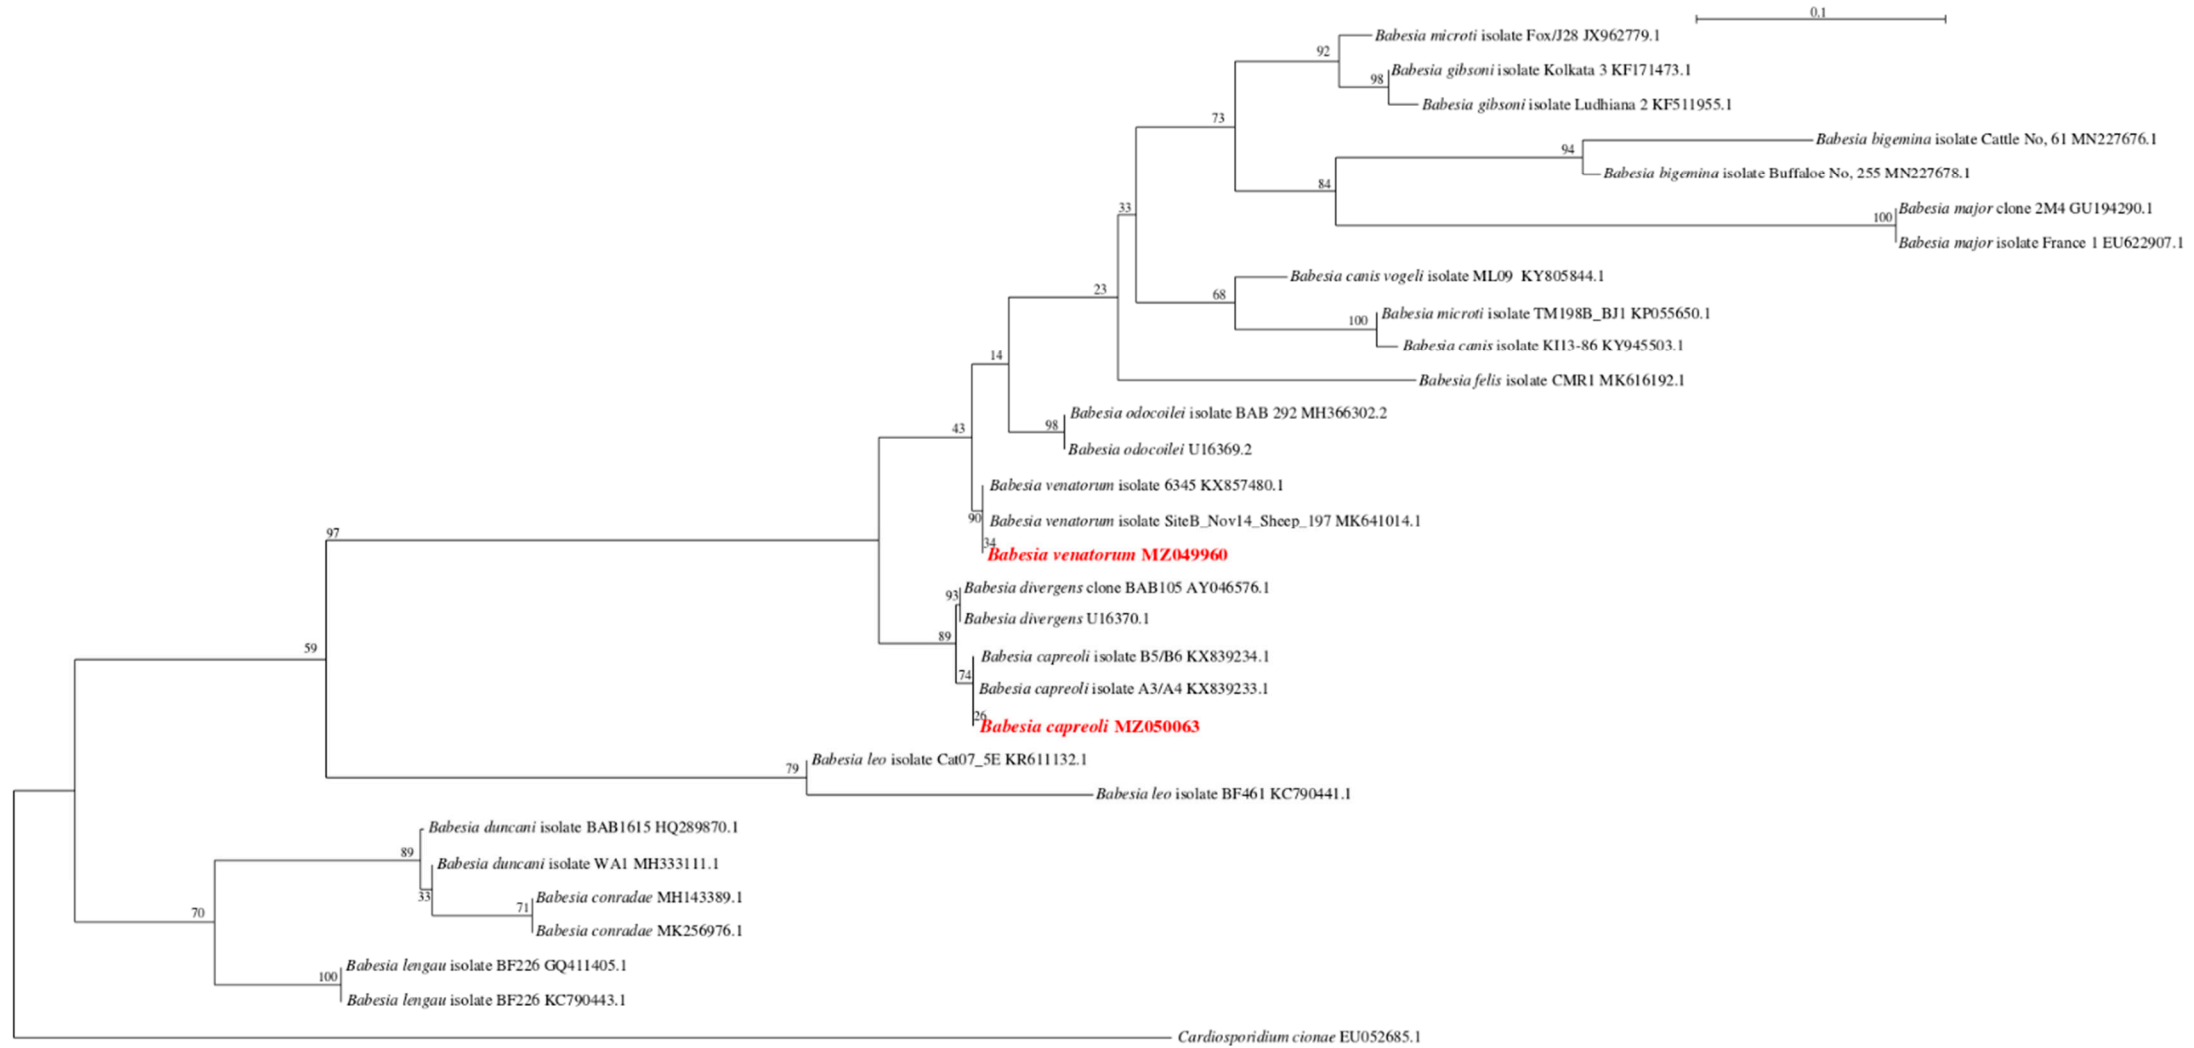 0.1
Babesia microti isolate Fox/J28 JX962779.1
92
Babesia gibsoni isolate Kolkata 3 KF171473.1
98
Babesia gibsoni isolate Ludhiana 2 KF511955.1
73
Babesia bigemina isolate Cattle No, 61 MN227676.1
94
Babesia bigemina isolate Buffaloe No, 255 MN227678.1
84
33
Babesia major clone 2M4 GU194290.1
100
Babesia major isolate France 1 EU622907.1
Babesia canis vogeli isolate ML09 KY805844.1
23
68
Babesia microti isolate TM198B_BJ1 KP055650.1
100
Babesia canis isolate KI13-86 KY945503.1
14
Babesia felis isolate CMR1 MK616192.1
Babesia odocoilei isolate BAB 292 MH366302.2
98
43
Babesia odocoilei U16369.2
Babesia venatorum isolate 6345 KX857480.1
90
Babesia venatorum isolate SiteB_Nov14_Sheep_197 MK641014.1
97
34
Babesia venatorum MZ049960
Babesia divergens clone BAB105 AY046576.1
93
Babesia divergens U16370.1
89
59
Babesia capreoli isolate B5/B6 KX839234.1
74
Babesia capreoli isolate A3/A4 KX839233.1
26
Babesia capreoli MZ050063
Babesia leo isolate Cat07_5E KR611132.1
79
Babesia leo isolate BF461 KC790441.1
Babesia duncani isolate BAB1615 HQ289870.1
89
Babesia duncani isolate WA1 MH333111.1
33
Babesia conradae MH143389.1
71
70
Babesia conradae MK256976.1
Babesia lengau isolate BF226 GQ411405.1
100
Babesia lengau isolate BF226 KC790443.1
Cardiosporidium cionae EU052685.1